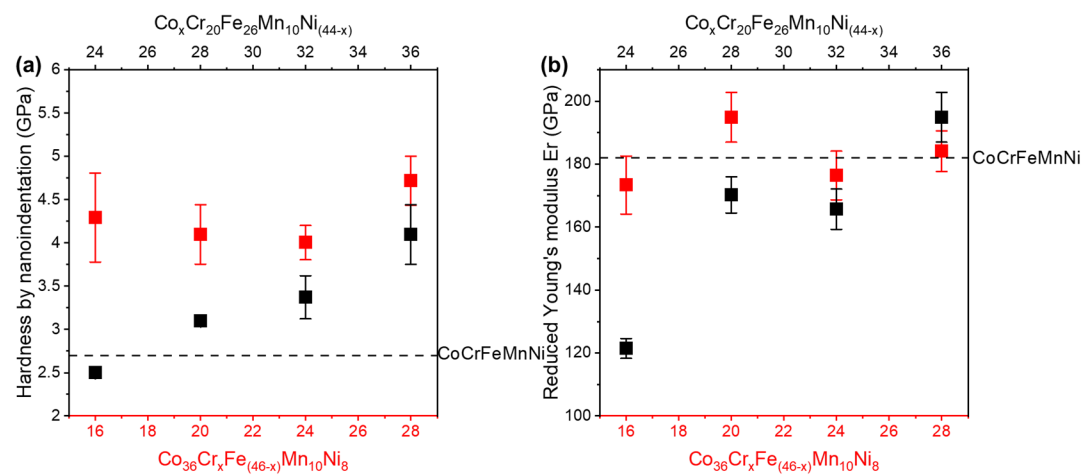 CoxCr20Fe26Mn10Ni(44-x)
24 26 28 30 32 34 36
(a)
Hardness by nanoindentation (GPa)
6
5.5
5
4.5
4
3.5
3
2.5
2
CoCrFeMnNi
16 18 20 22 24 26 28
Co36CrxFe(46-x)Mn10Ni8
CoxCr20Fe26Mn10Ni(44-x)
24 26 28 30 32 34 36
(b)
Reduced Young's modulus Er (GPa)
200
180
160
140
120
100
CoCrFeMnNi
16 18 20 22 24 26 28
Co36CrxFe(46-x)Mn10Ni8